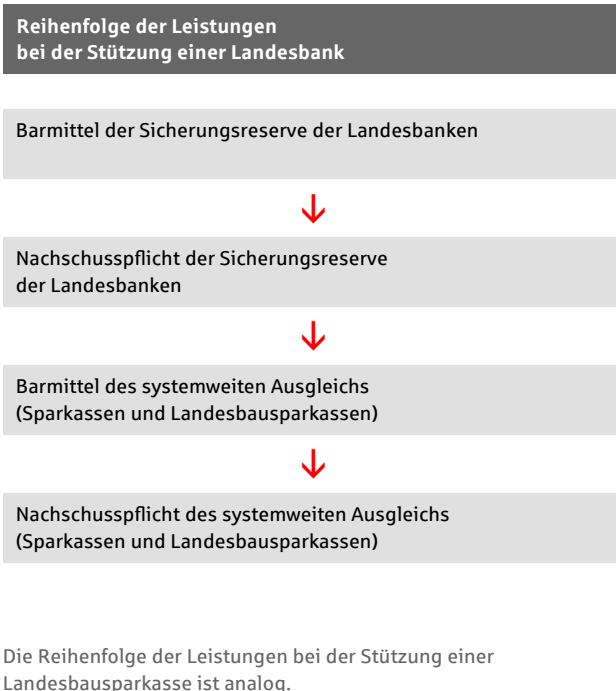 Reihenfolge der Leistungen
bei der Stützung einer Landesbank
Barmittel der Sicherungsreserve der Landesbanken
Nachschusspflicht der Sicherungsreserve
der Landesbanken
Barmittel des systemweiten Ausgleichs
(Sparkassen und Landesbausparkassen)
Nachschusspflicht des systemweiten Ausgleichs
(Sparkassen und Landesbausparkassen)
Die Reihenfolge der Leistungen bei der Stützung einer
Landesbausparkasse ist analog.